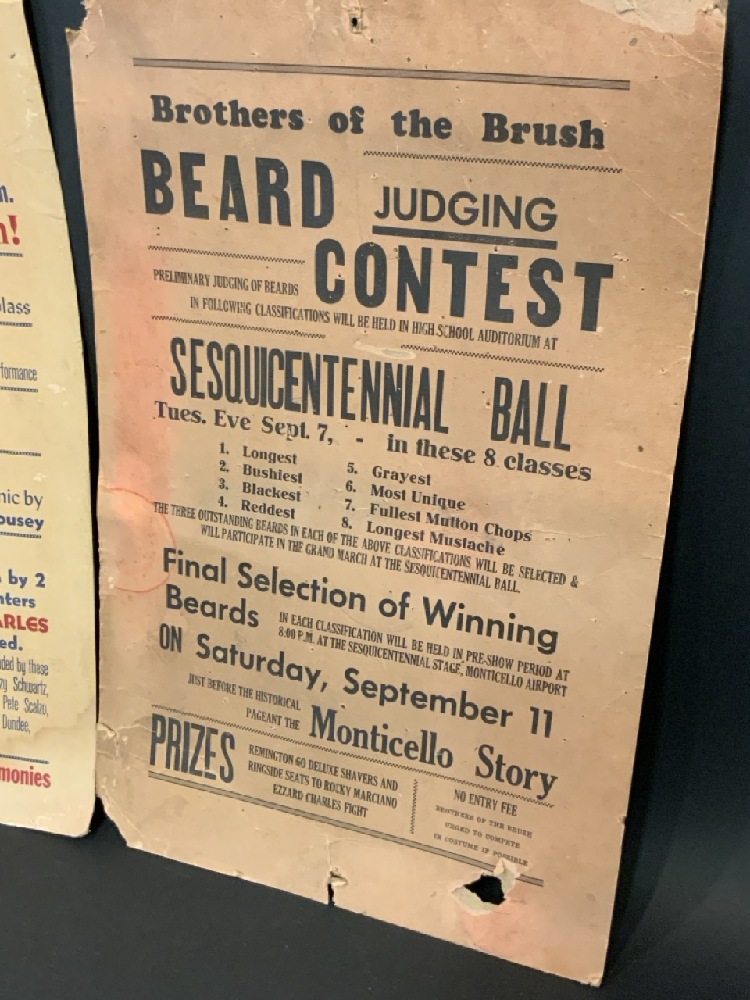 n.
n!
lass
formance
nic by
ousey
by 2
nters
ARLES
ed.
ded by these
zy Schwartz,
Pete Scalzo,
Dundee,
monies
Brothers of the Brush
BEARD JUDGING
CONTEST
PRELIMINARY JUDGING OF BEARDS
IN FOLLOWING CLASSIFICATIONS WILL BE HELD IN HIGH SCHOOL AUDITORIUM AT
SESQUICENTENNIAL BALL
Tues. Eve Sept. 7, - in these 8 classes
1. Longest
2. Bushiest
3. Blackest
4. Reddest
5. Grayest
6. Most Unique
7. Fullest Mutton Chops
8. Longest Mustache
THE THREE OUTSTANDING BEARDS IN EACH OF THE ABOVE CLASSIFICATIONS WILL BE SELECTED &
WILL PARTICIPATE IN THE GRAND MARCH AT THE SESQUICENTENNIAL BALL.
Final Selection of Winning
Beards IN EACH CLASSIFICATION WILL BE HELD IN PRE-SHOW PERIOD AT
8:00 P.M. AT THE SESQUICENTENNIAL STAGE, MONTICELLO AIRPORT
ON Saturday, September 11
JUST BEFORE THE HISTORICAL
PAGEANT THE Monticello Story
PRIZES
REMINGTON 60 DELUXE SHAVERS AND
RINGSIDE SEATS TO ROCKY MARCIANO
EZZARD CHARLES FIGHT
NO ENTRY FEE
BROTHERS OF THE BRUSH
URGED TO COMPETE
IN COSTUME IF POSSIBLE